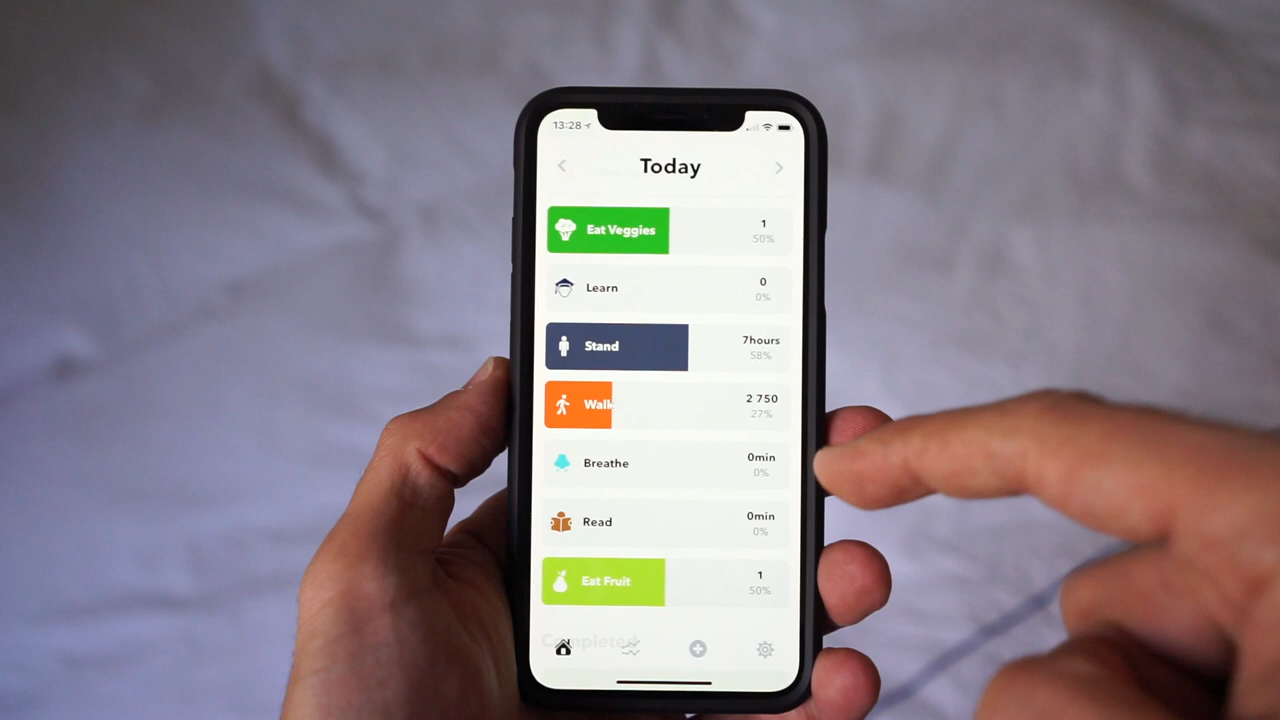 13:28
Today
Eat Veggies
1
50%
Learn
0
0%
Stand
7hours
58%
Walk
2 750
27%
Breathe
0min
0%
Read
0min
0%
Eat Fruit
1
50%
Completed